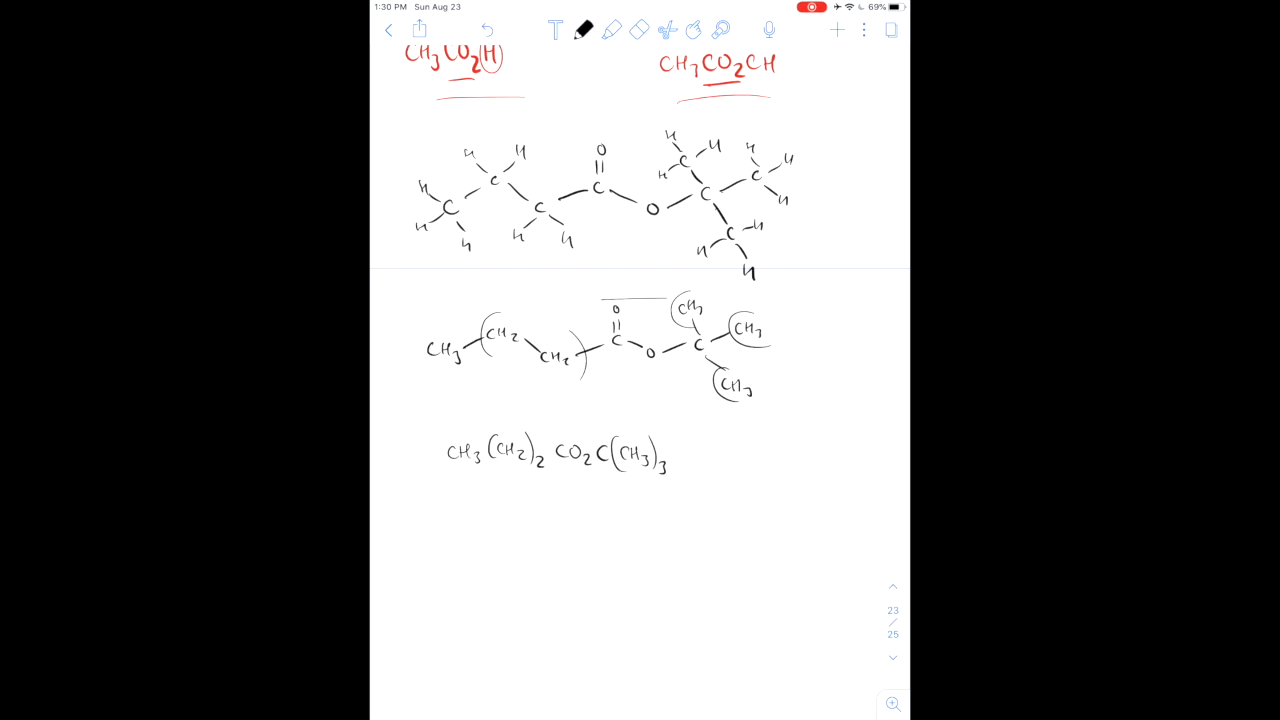 1:30 PM Sun Aug 23 69%
T
CH₃CO₂H CH₃CO₂CH
O H H H
H H C H H
C C C C
H C C O H H
H H H H C H
H H
H
O CH₃
CH₃ (CH₂ C C CH₃
CH₂) O CH₃
CH₃(CH₂)₂ CO₂C(CH₃)₃
23
/
25